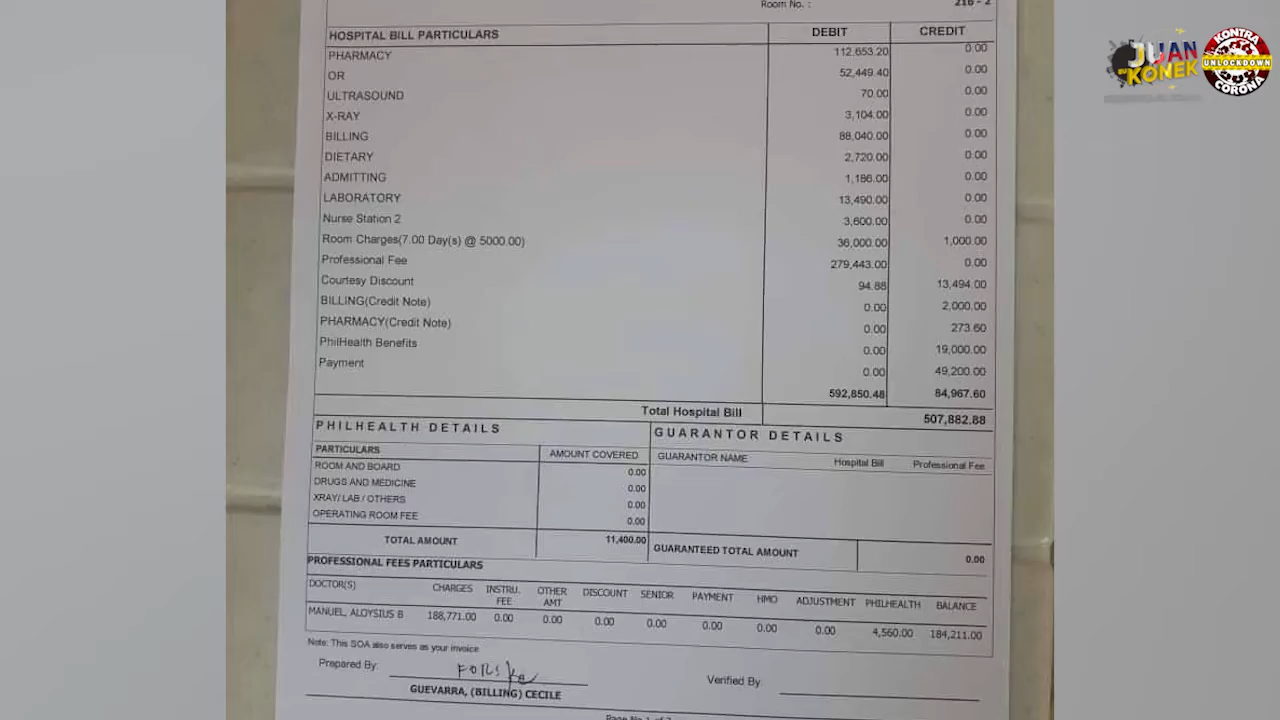 Room No. : 216 - 2
JUAN KONEK
KONTRA UNLOCKDOWN CORONA
HOSPITAL BILL PARTICULARS DEBIT CREDIT
PHARMACY 112,653.20 0.00
OR 52,449.40 0.00
ULTRASOUND 70.00 0.00
X-RAY 3,104.00 0.00
BILLING 88,040.00 0.00
DIETARY 2,720.00 0.00
ADMITTING 1,186.00 0.00
LABORATORY 13,490.00 0.00
Nurse Station 2 3,600.00 0.00
Room Charges(7.00 Day(s) @ 5000.00) 36,000.00 1,000.00
Professional Fee 279,443.00 0.00
Courtesy Discount 94.88 13,494.00
BILLING(Credit Note) 0.00 2,000.00
PHARMACY(Credit Note) 0.00 273.60
PhilHealth Benefits 0.00 19,000.00
Payment 0.00 49,200.00
592,850.48 84,967.60
Total Hospital Bill 507,882.88
PHILHEALTH DETAILS GUARANTOR DETAILS
PARTICULARS AMOUNT COVERED GUARANTOR NAME Hospital Bill Professional Fee
ROOM AND BOARD 0.00
DRUGS AND MEDICINE 0.00
XRAY/ LAB / OTHERS 0.00
OPERATING ROOM FEE 0.00
TOTAL AMOUNT 11,400.00 GUARANTEED TOTAL AMOUNT 0.00
PROFESSIONAL FEES PARTICULARS
DOCTOR(S) CHARGES INSTRU. FEE OTHER AMT DISCOUNT SENIOR PAYMENT HMO ADJUSTMENT PHILHEALTH BALANCE
MANUEL, ALOYSIUS B 188,771.00 0.00 0.00 0.00 0.00 0.00 0.00 0.00 4,560.00 184,211.00
Note: This SOA also serves as your invoice
Prepared By: Verified By:
GUEVARRA, (BILLING) CECILE
Page No 1 of